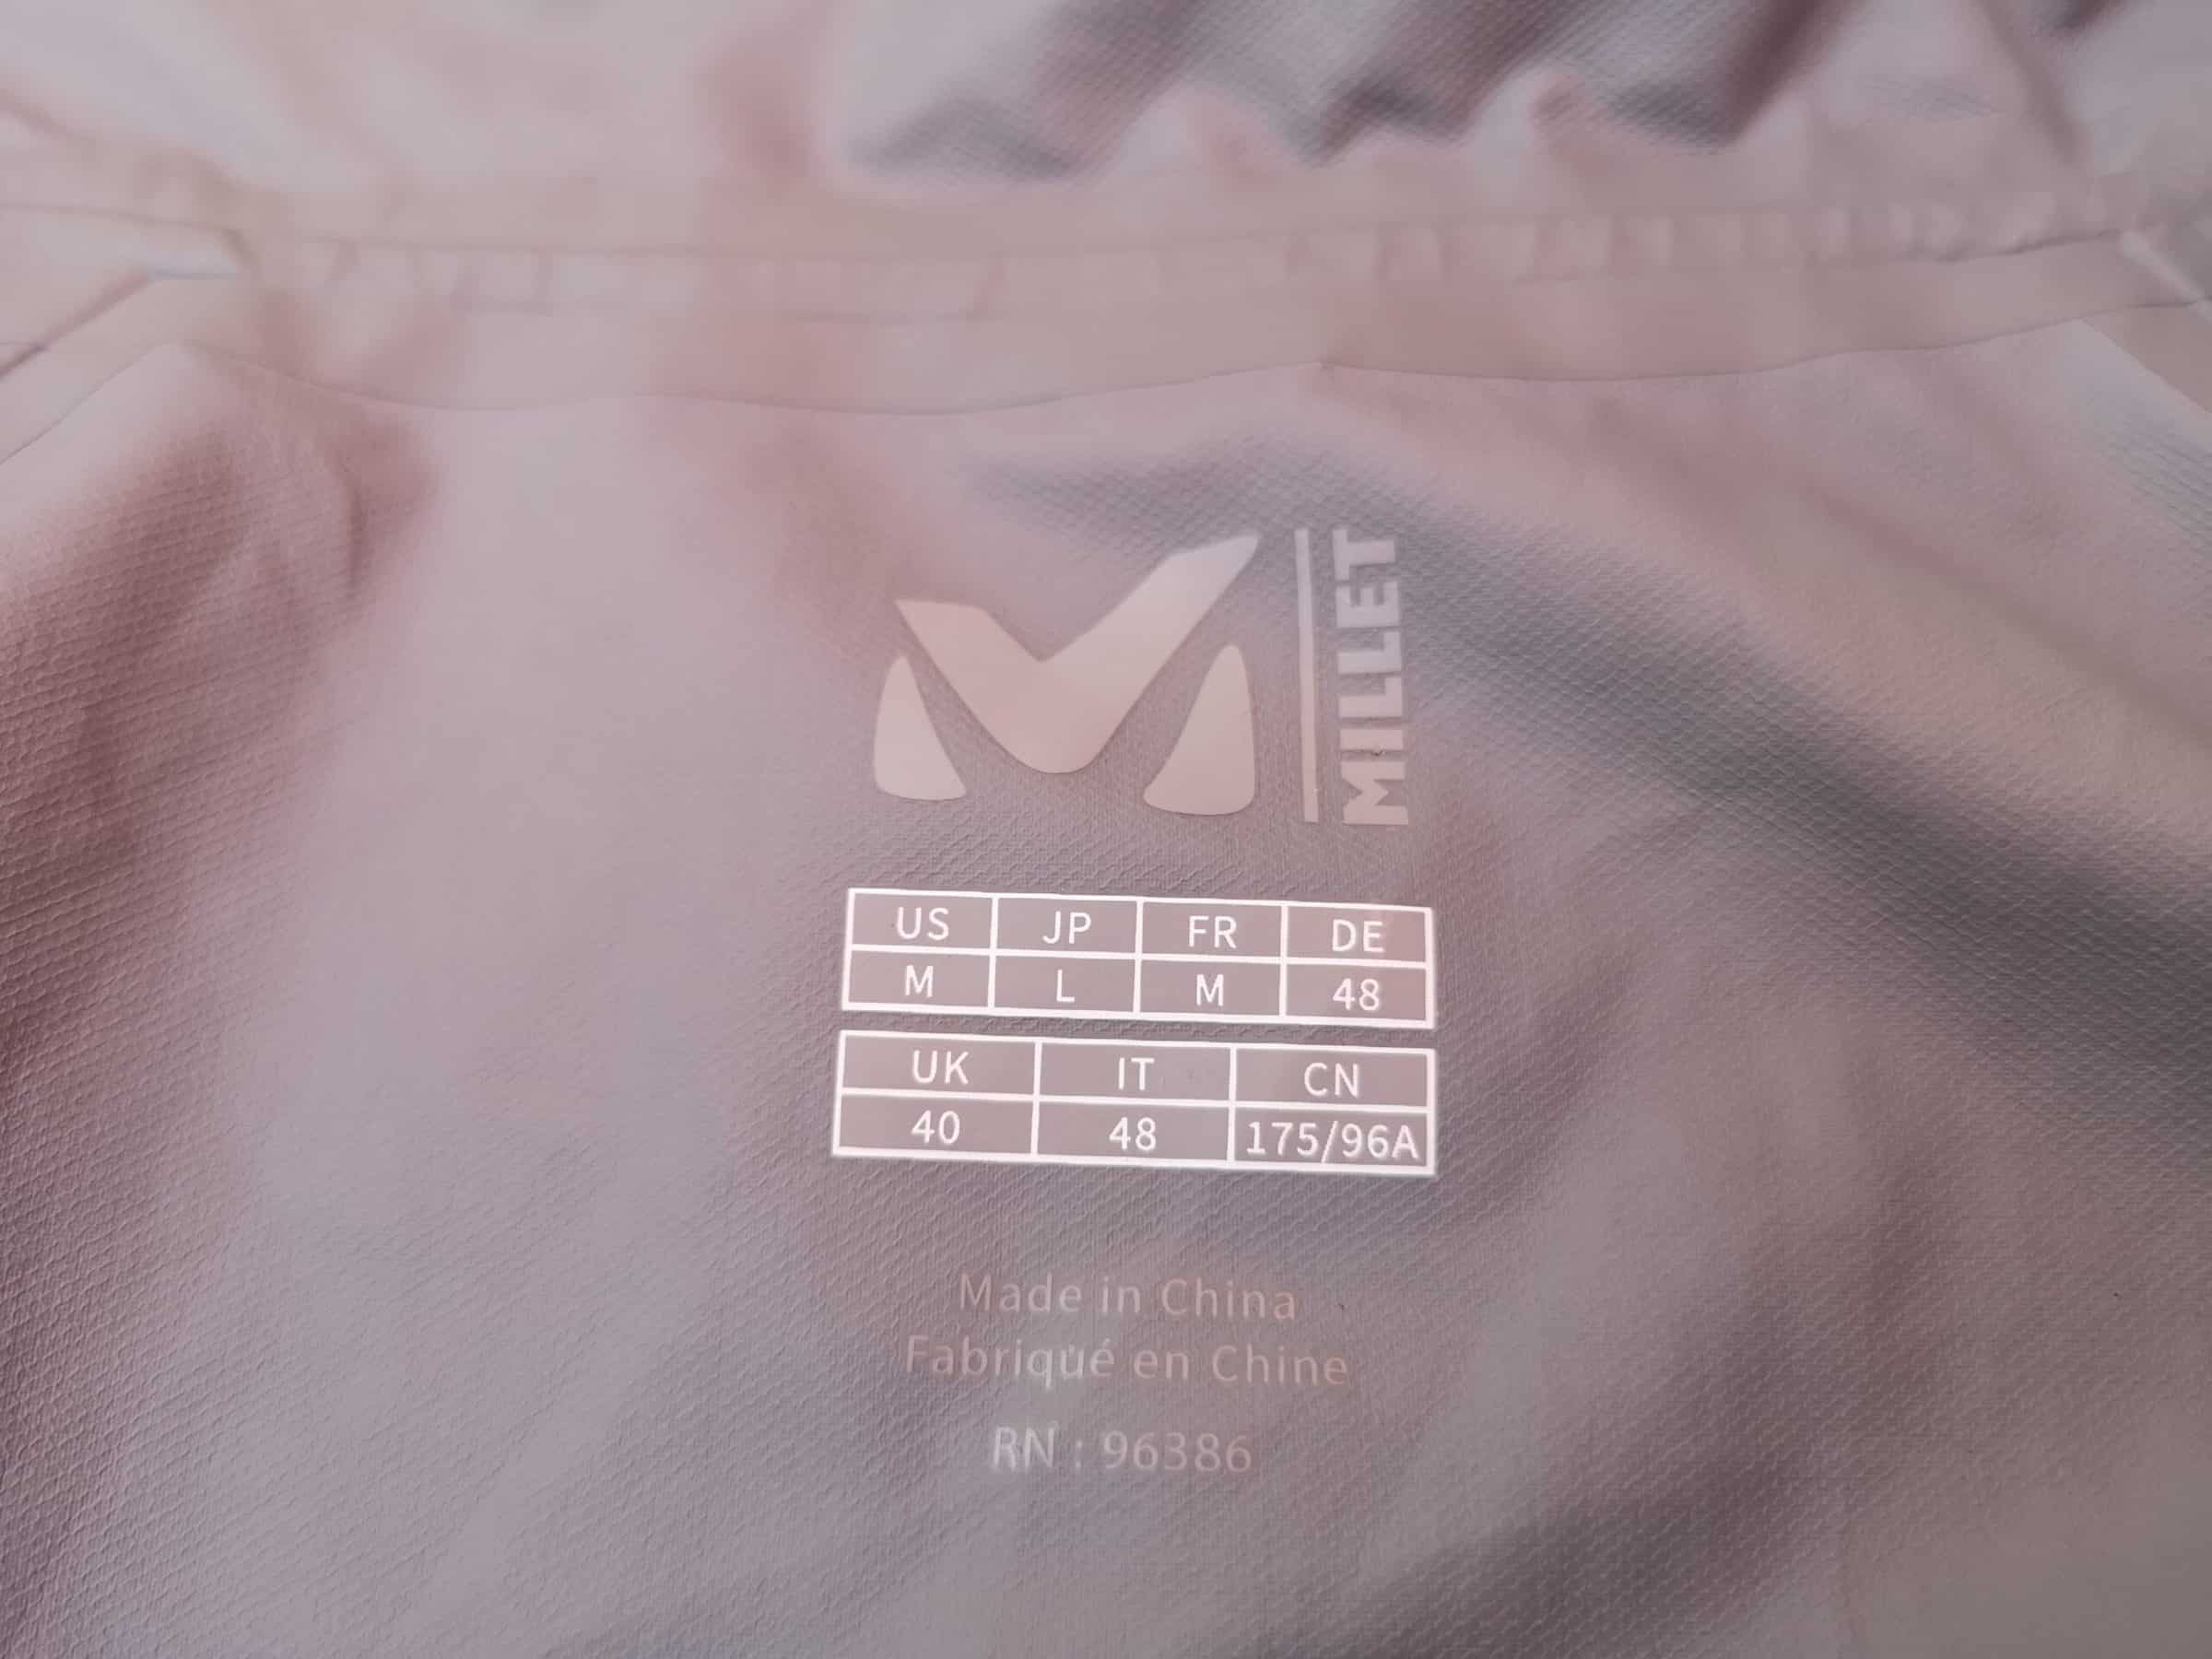 MILLET
US JP FR DE
M L M 48
UK IT CN
40 48 175/96A
Made in China
Fabriqué en Chine
RN : 96386